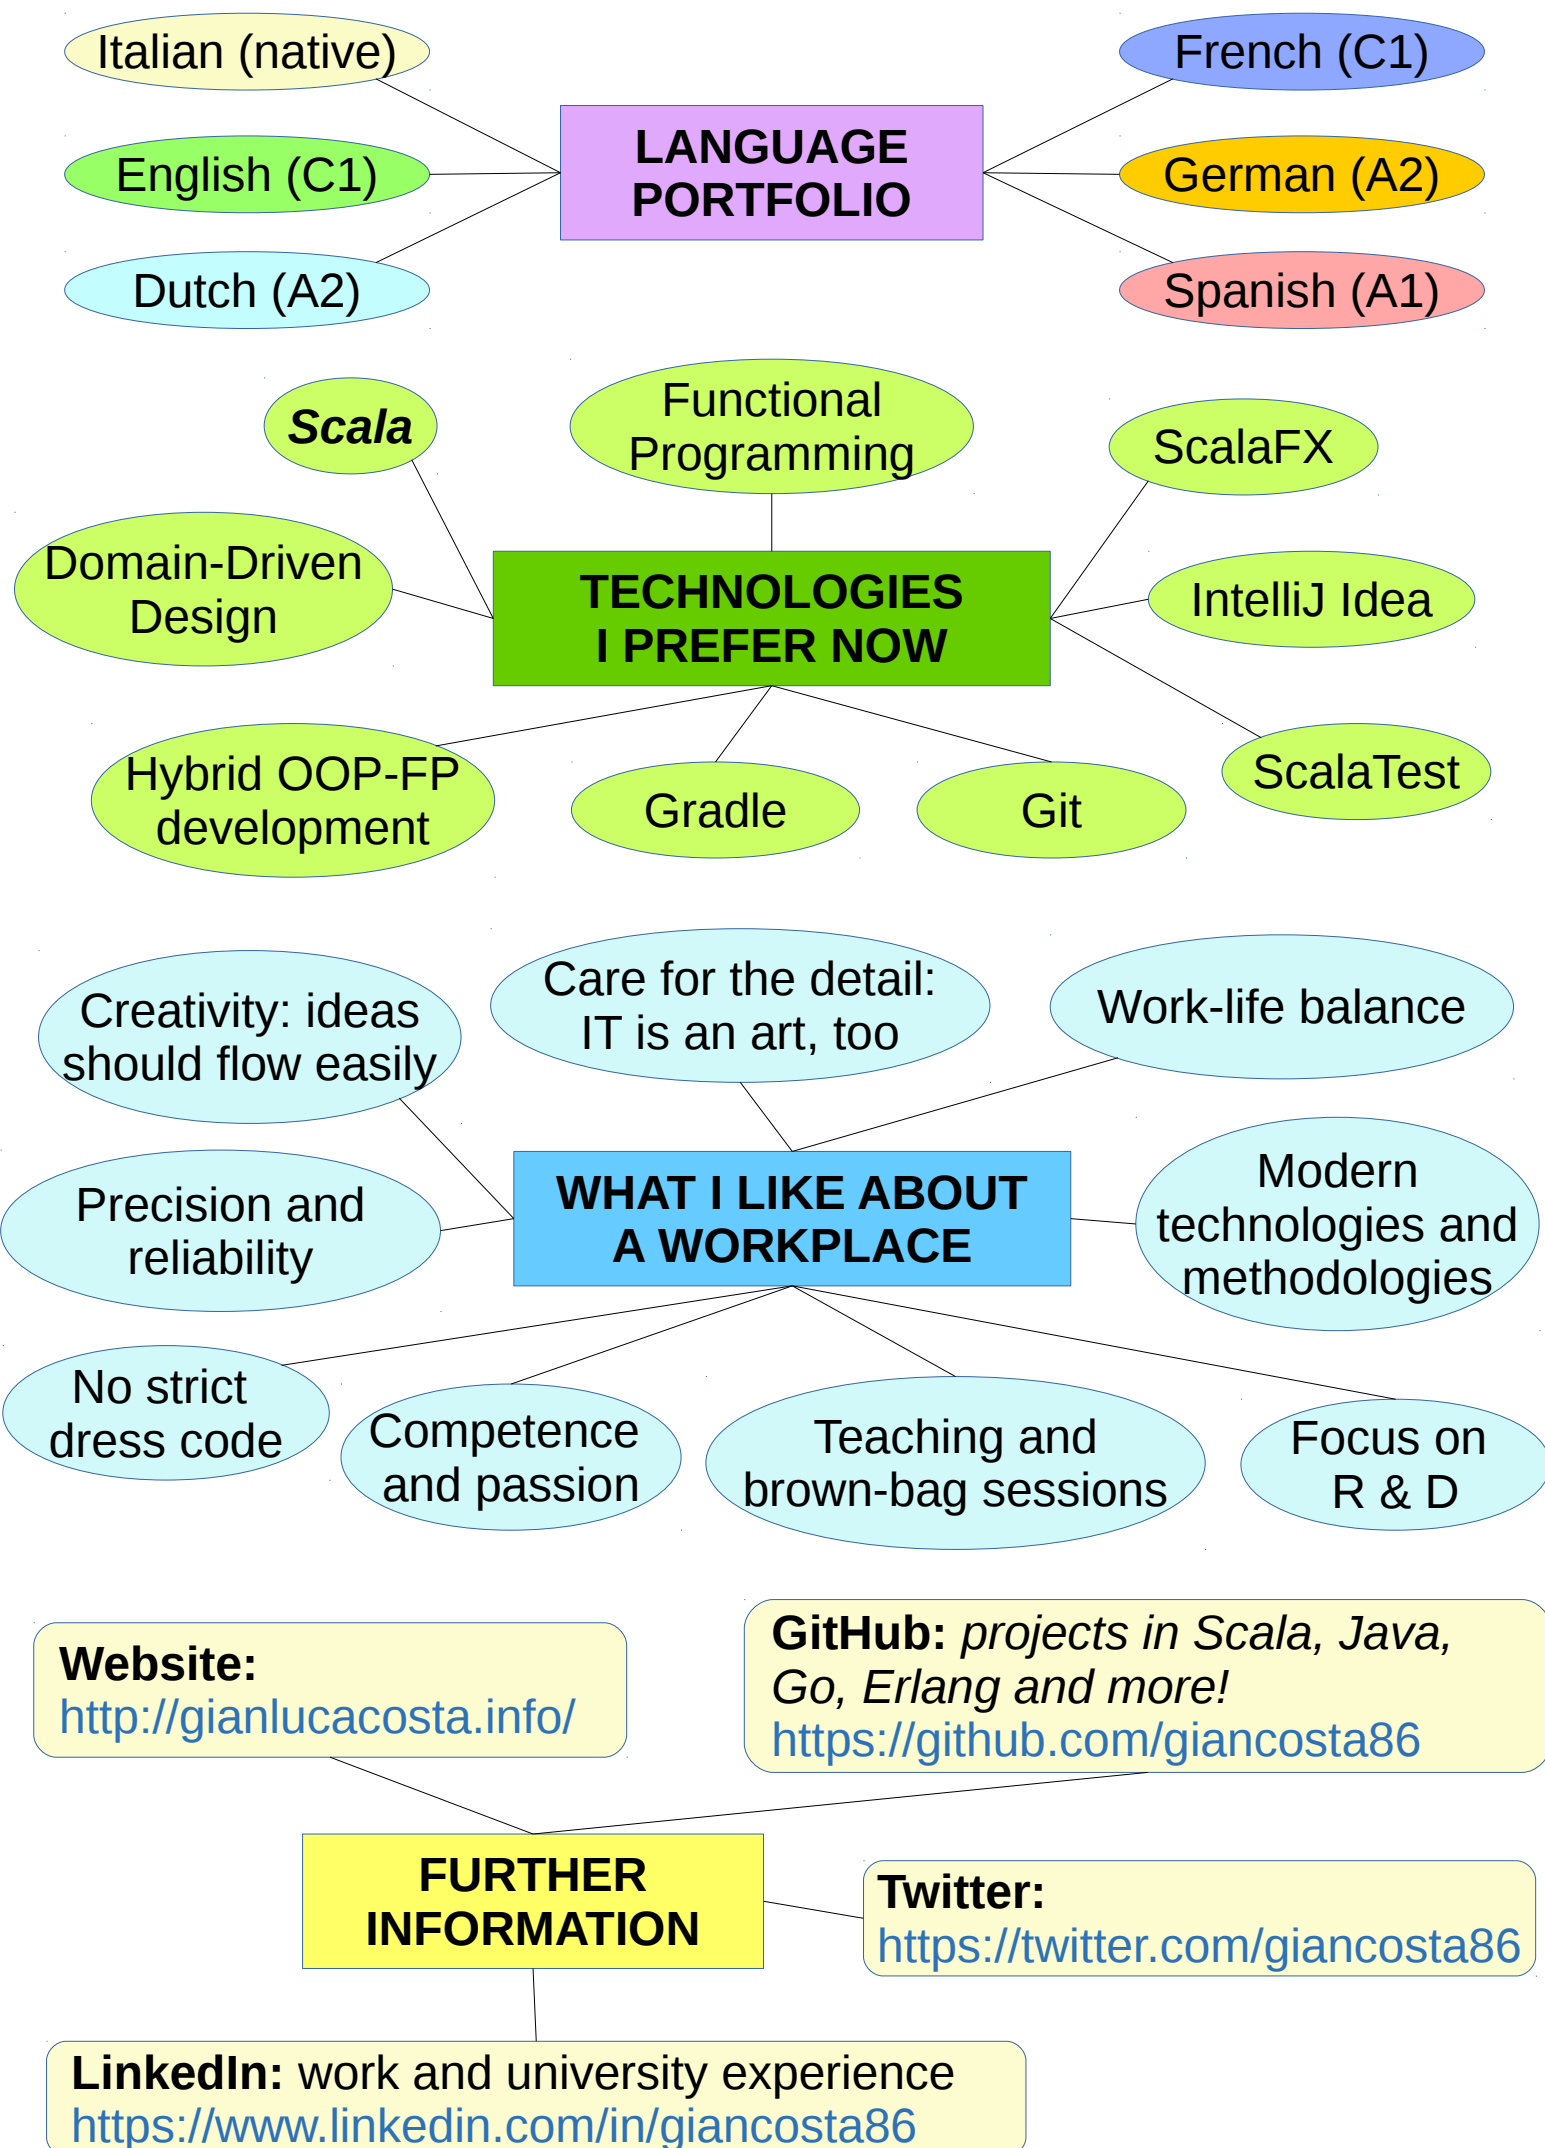 Italian (native)
French (C1)
LANGUAGE
PORTFOLIO
English (C1)
German (A2)
Dutch (A2)
Spanish (A1)
Scala
Functional
Programming
ScalaFX
Domain-Driven
Design
TECHNOLOGIES
I PREFER NOW
IntelliJ Idea
Hybrid OOP-FP
development
Gradle
Git
ScalaTest
Creativity: ideas
should flow easily
Care for the detail:
IT is an art, too
Work-life balance
Precision and
reliability
WHAT I LIKE ABOUT
A WORKPLACE
Modern
technologies and
methodologies
No strict
dress code
Competence
and passion
Teaching and
brown-bag sessions
Focus on
R & D
Website:
http://gianlucacosta.info/
GitHub: projects in Scala, Java,
Go, Erlang and more!
https://github.com/giancosta86
FURTHER
INFORMATION
Twitter:
https://twitter.com/giancosta86
LinkedIn: work and university experience
https://www.linkedin.com/in/giancosta86